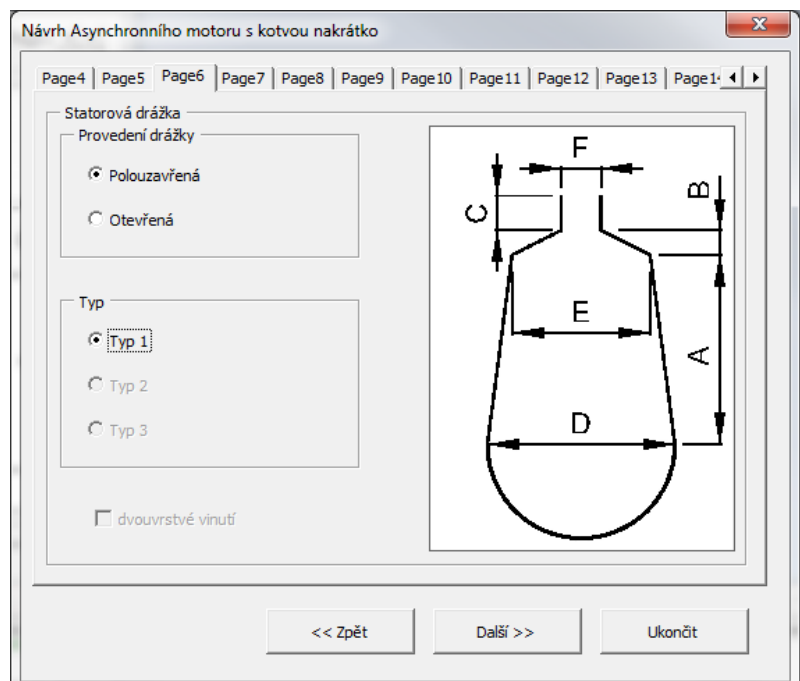 Návrh Asynchronního motoru s kotvou nakrátko
Page4 Page5 Page6 Page7 Page8 Page9 Page10 Page11 Page12 Page13 Page1
Statorová drážka
Provedení drážky
Polouzavřená
Otevřená
Typ
Typ 1
Typ 2
Typ 3
dvouvrstvé vinutí
F
B
C
E
A
D
<< Zpět
Další >>
Ukončit